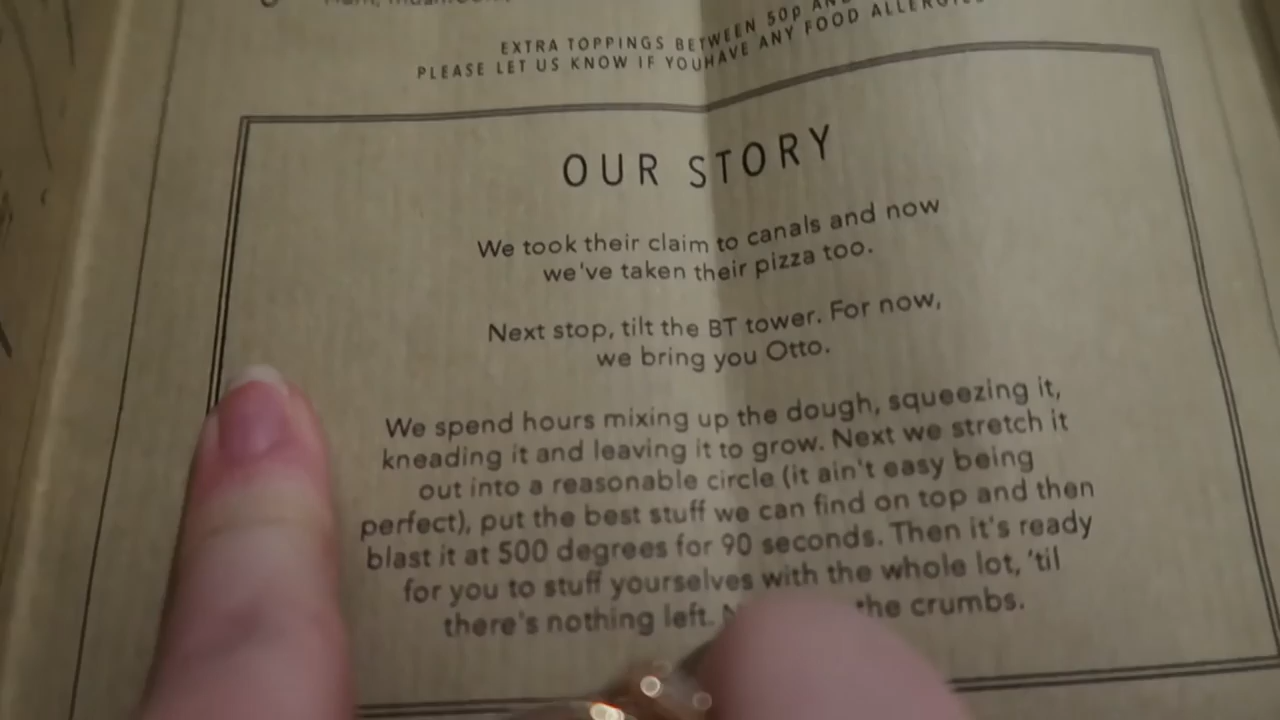 EXTRA TOPPINGS BETWEEN 50p
PLEASE LET US KNOW IF YOU HAVE ANY FOOD
OUR STORY
We took their claim to canals and now
we've taken their pizza too.
Next stop, tilt the BT tower. For now,
we bring you Otto.
We spend hours mixing up the dough, squeezing it,
kneading it and leaving it to grow. Next we stretch it
out into a reasonable circle (it ain't easy being
perfect), put the best stuff we can find on top and then
blast it at 500 degrees for 90 seconds. Then it's ready
for you to stuff yourselves with the whole lot, 'til
there's nothing left. the crumbs.